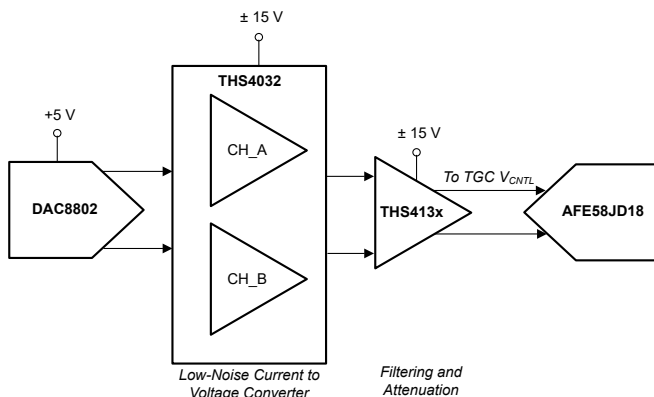 ± 15 V
THS4032
+5 V
CH_A
± 15 V
To TGC VCNTL
DAC8802
THS413x
AFE58JD18
CH_B
Low-Noise Current to
Voltage Converter
Filtering and
Attenuation